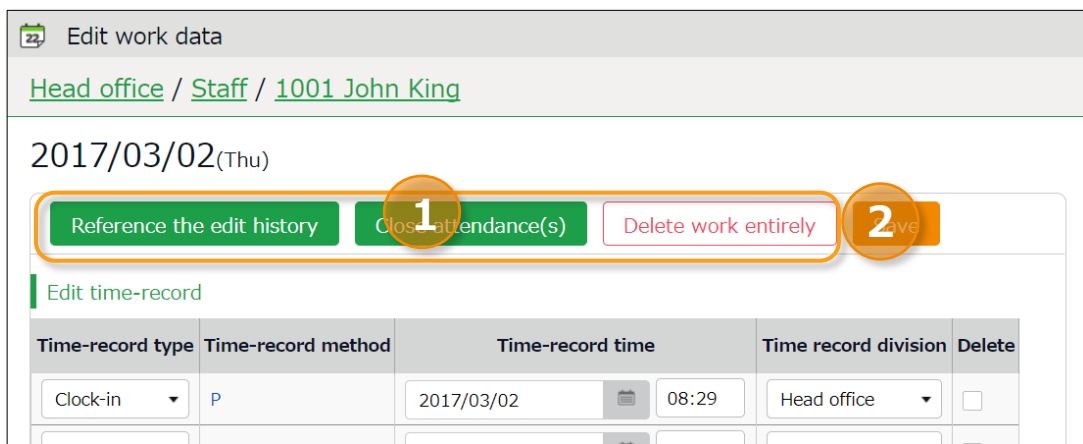 22
Edit work data
Head office / Staff / 1001 John King
2017/03/02(Thu)
Reference the edit history
1
Close attendance(s)
Delete work entirely
2
Save
Edit time-record
Time-record type Time-record method Time-record time Time record division Delete
Clock-in P 2017/03/02 08:29 Head office